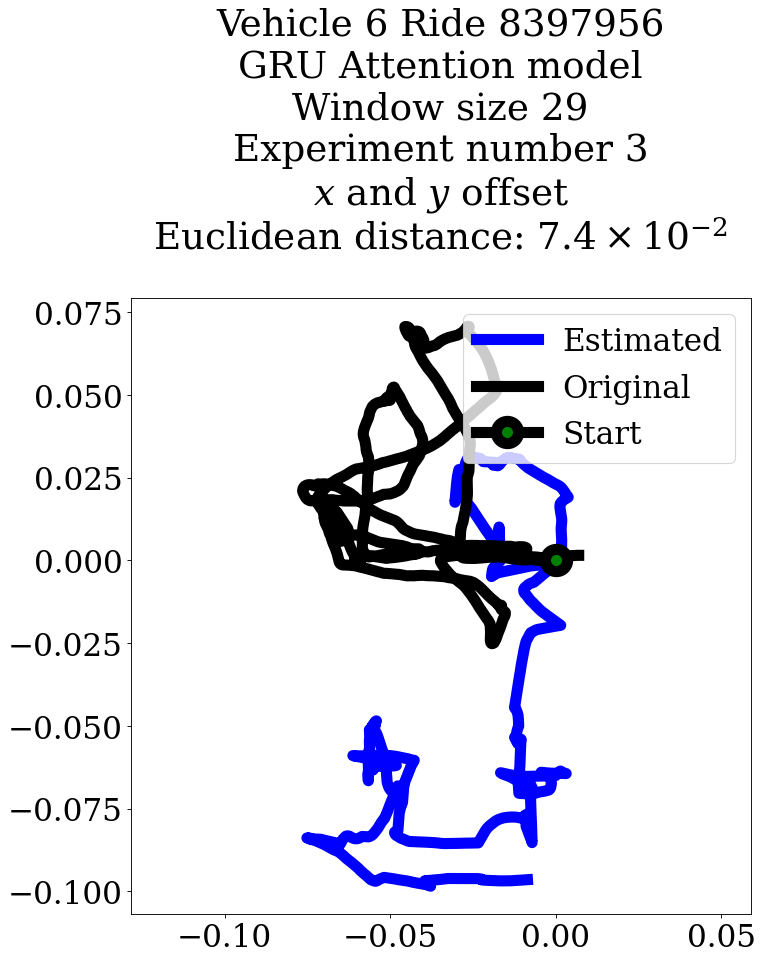 Vehicle 6 Ride 8397956
GRU Attention model
Window size 29
Experiment number 3
x and y offset
Euclidean distance: 7.4 × 10⁻²
Estimated
Original
Start
0.075
0.050
0.025
0.000
−0.025
−0.050
−0.075
−0.100
−0.10 −0.05 0.00 0.05